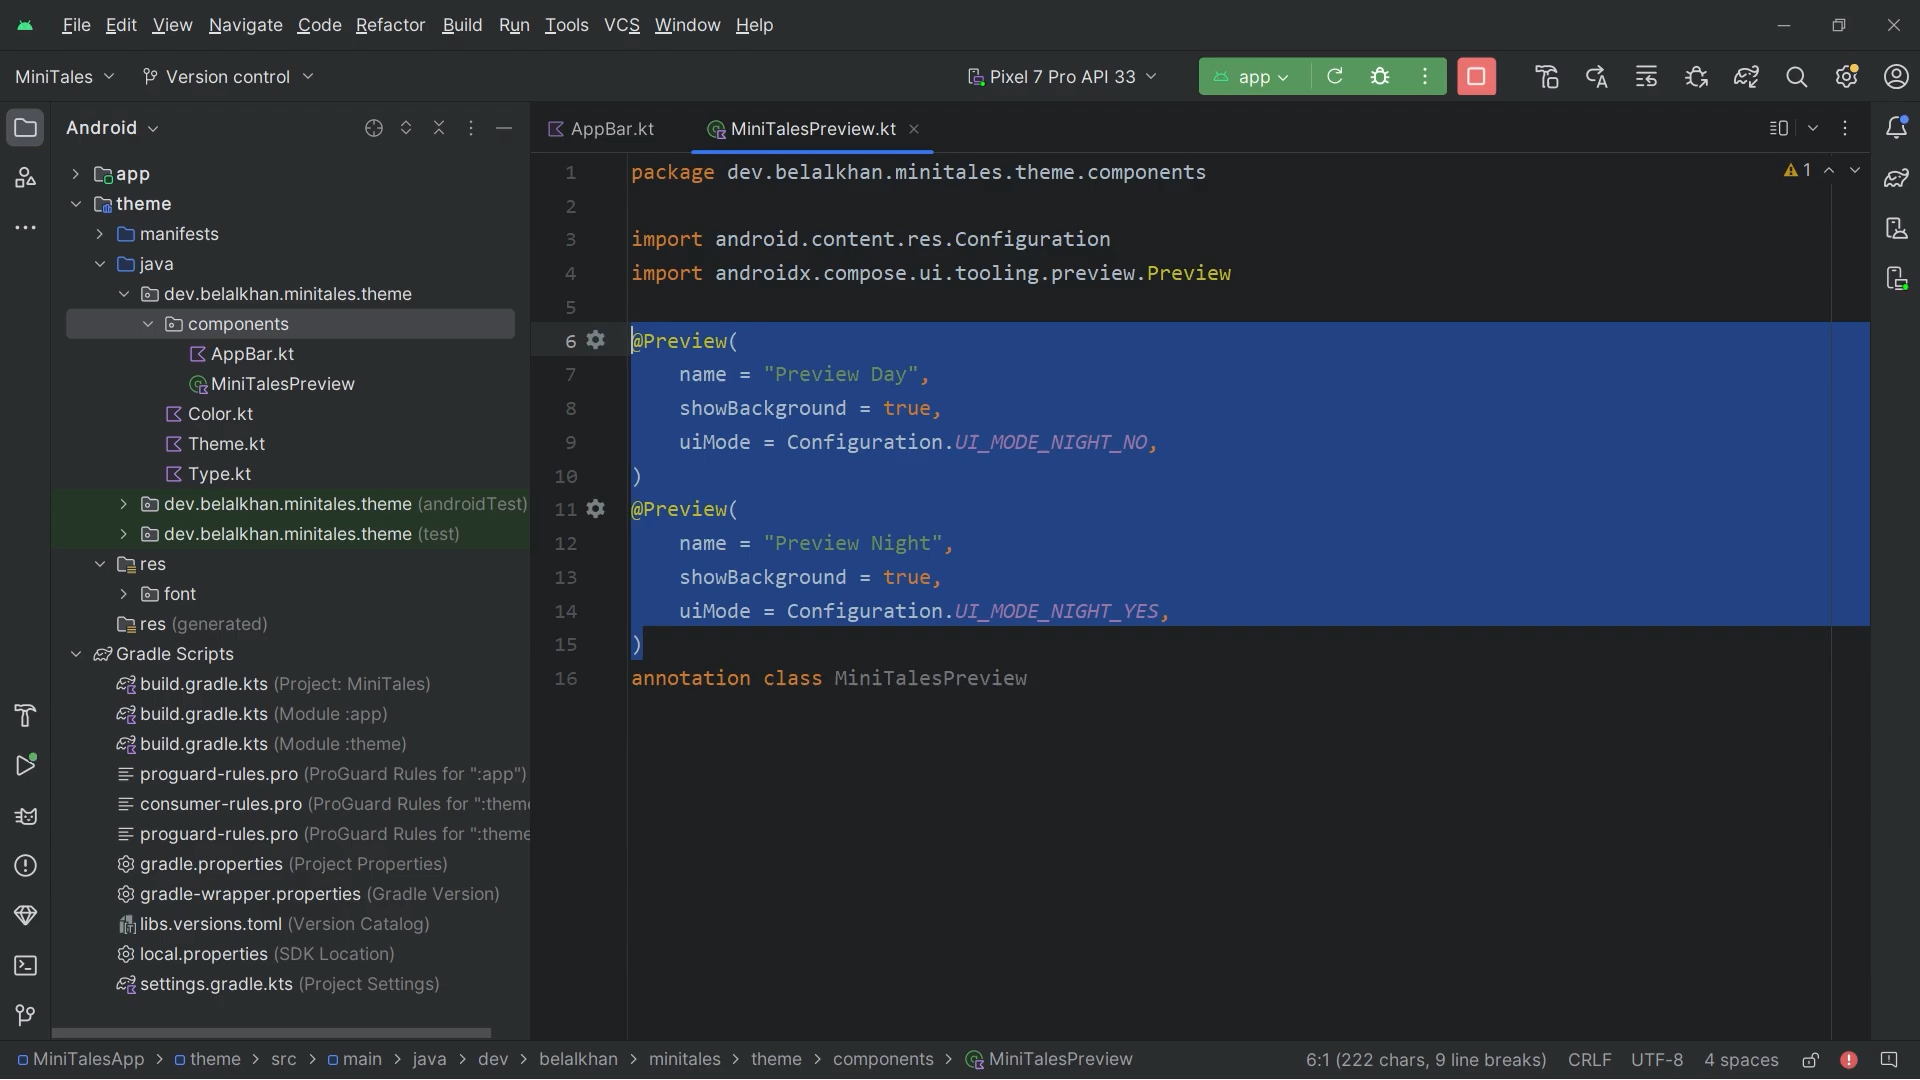 File Edit View Navigate Code Refactor Build Run Tools VCS Window Help
MiniTales Version control Pixel 7 Pro API 33 app
Android
AppBar.kt MiniTalesPreview.kt
app
theme
manifests
java
dev.belalkhan.minitales.theme
components
AppBar.kt
MiniTalesPreview
Color.kt
Theme.kt
Type.kt
dev.belalkhan.minitales.theme (androidTest)
dev.belalkhan.minitales.theme (test)
res
font
res (generated)
Gradle Scripts
build.gradle.kts (Project: MiniTales)
build.gradle.kts (Module :app)
build.gradle.kts (Module :theme)
proguard-rules.pro (ProGuard Rules for ":app")
consumer-rules.pro (ProGuard Rules for ":theme
proguard-rules.pro (ProGuard Rules for ":theme
gradle.properties (Project Properties)
gradle-wrapper.properties (Gradle Version)
libs.versions.toml (Version Catalog)
local.properties (SDK Location)
settings.gradle.kts (Project Settings)
1 package dev.belalkhan.minitales.theme.components
1
2
3 import android.content.res.Configuration
4 import androidx.compose.ui.tooling.preview.Preview
5
6 @Preview(
7 name = "Preview Day",
8 showBackground = true,
9 uiMode = Configuration.UI_MODE_NIGHT_NO,
10 )
11 @Preview(
12 name = "Preview Night",
13 showBackground = true,
14 uiMode = Configuration.UI_MODE_NIGHT_YES,
15 )
16 annotation class MiniTalesPreview
MiniTalesApp > theme > src > main > java > dev > belalkhan > minitales > theme > components > MiniTalesPreview 6:1 (222 chars, 9 line breaks) CRLF UTF-8 4 spaces